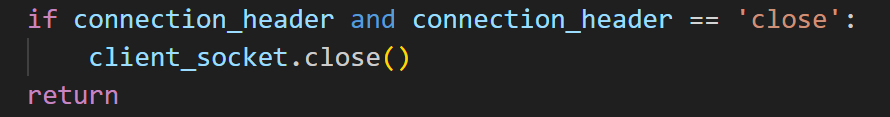 if connection_header and connection_header == 'close':
    client_socket.close()
return